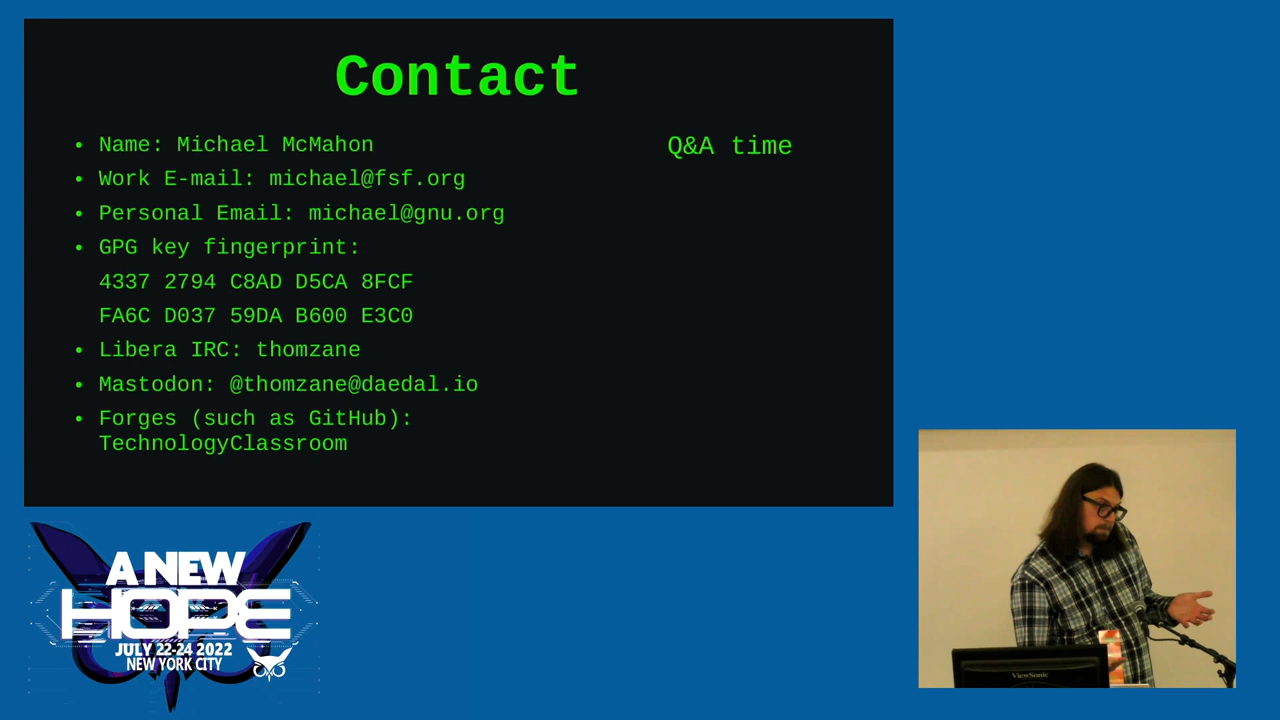 Contact
• Name: Michael McMahon
• Work E-mail: michael@fsf.org
• Personal Email: michael@gnu.org
• GPG key fingerprint:
4337 2794 C8AD D5CA 8FCF
FA6C D037 59DA B600 E3C0
• Libera IRC: thomzane
• Mastodon: @thomzane@daedal.io
• Forges (such as GitHub):
TechnologyClassroom
Q&A time
A NEW
HOPE
JULY 22-24 2022
NEW YORK CITY
ViewSonic